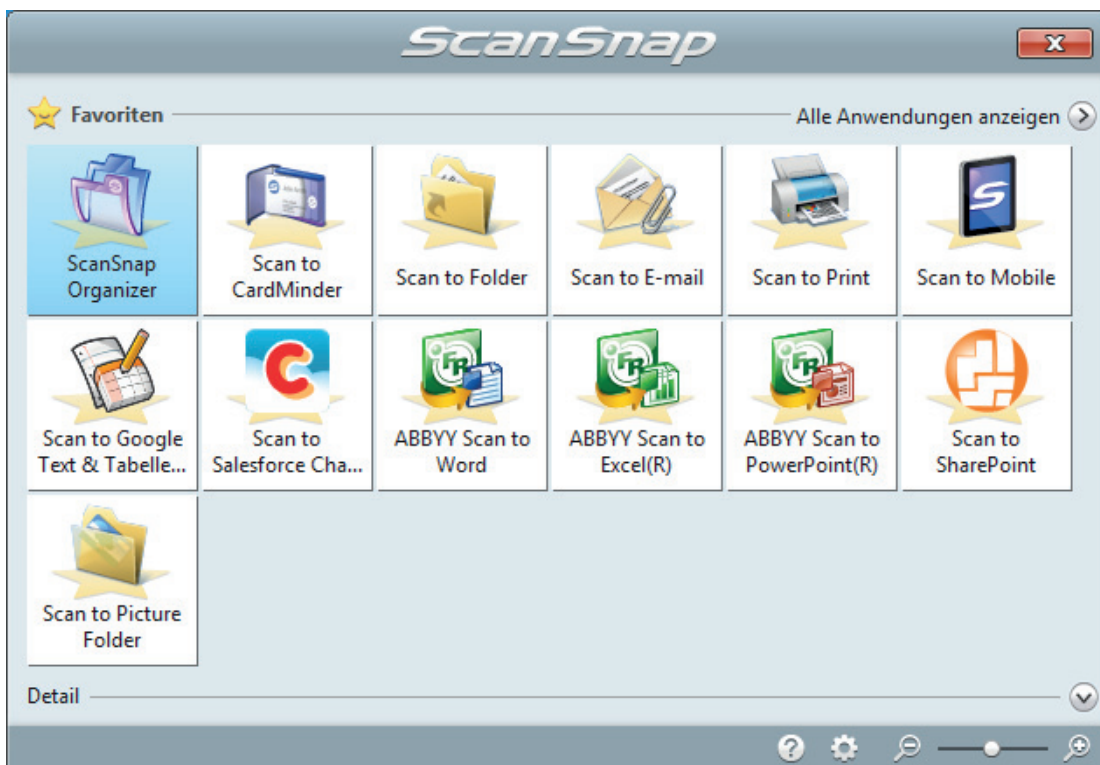 ScanSnap
Favoriten
Alle Anwendungen anzeigen
ScanSnap
Organizer
Scan to
CardMinder
Scan to Folder
Scan to E-mail
Scan to Print
Scan to Mobile
Scan to Google
Text & Tabelle...
Scan to
Salesforce Cha...
ABBYY Scan to
Word
ABBYY Scan to
Excel(R)
ABBYY Scan to
PowerPoint(R)
Scan to
SharePoint
Scan to Picture
Folder
Detail